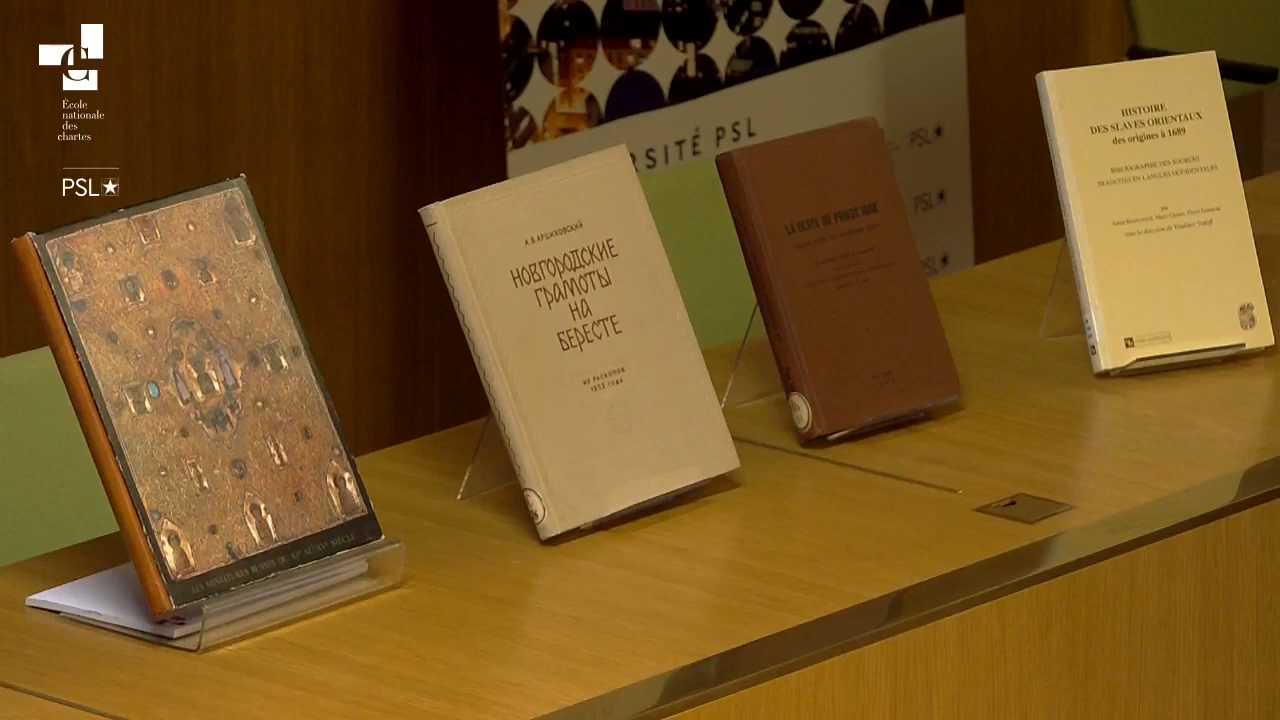 École
nationale
des
chartes
PSL
RSITÉ PSL
PSL
PSL
PSL
LES MINIATURES RUSSES DU XIe AU XVe SIÈCLE
А.В.АРЦИХОВСКИЙ
НОВГОРОДСКИЕ
ГРАМОТЫ
НА
БЕРЕСТЕ
ИЗ РАСКОПОК
1952 ГОДА
LA GESTE DU PRINCE IGOR'
HISTOIRE
DES SLAVES ORIENTAUX
des origines à 1689
BIBLIOGRAPHIE DES SOURCES
TRADUITES EN LANGUES OCCIDENTALES
par
sous la direction de Vladimir Vodoff